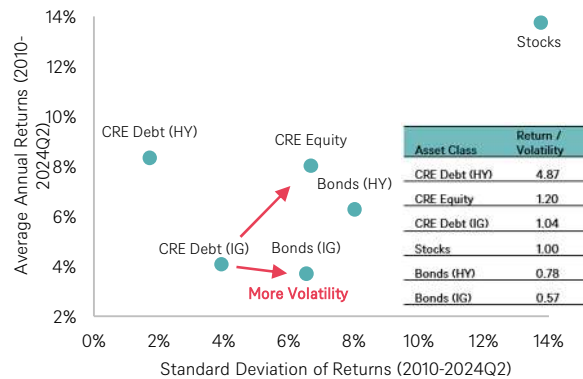 Average Annual Returns (2010-
2024Q2)
14%
12%
10%
8%
6%
4%
2%
0%
2%
4%
6%
8%
10%
12%
14%
Standard Deviation of Returns (2010-2024Q2)
Stocks
CRE Debt (HY)
CRE Equity
Bonds (HY)
CRE Debt (IG)
Bonds (IG)
More Volatility
Return /
Asset Class Volatility
CRE Debt (HY) 4.87
CRE Equity 1.20
CRE Debt (IG) 1.04
Stocks 1.00
Bonds (HY) 0.78
Bonds (IG) 0.57